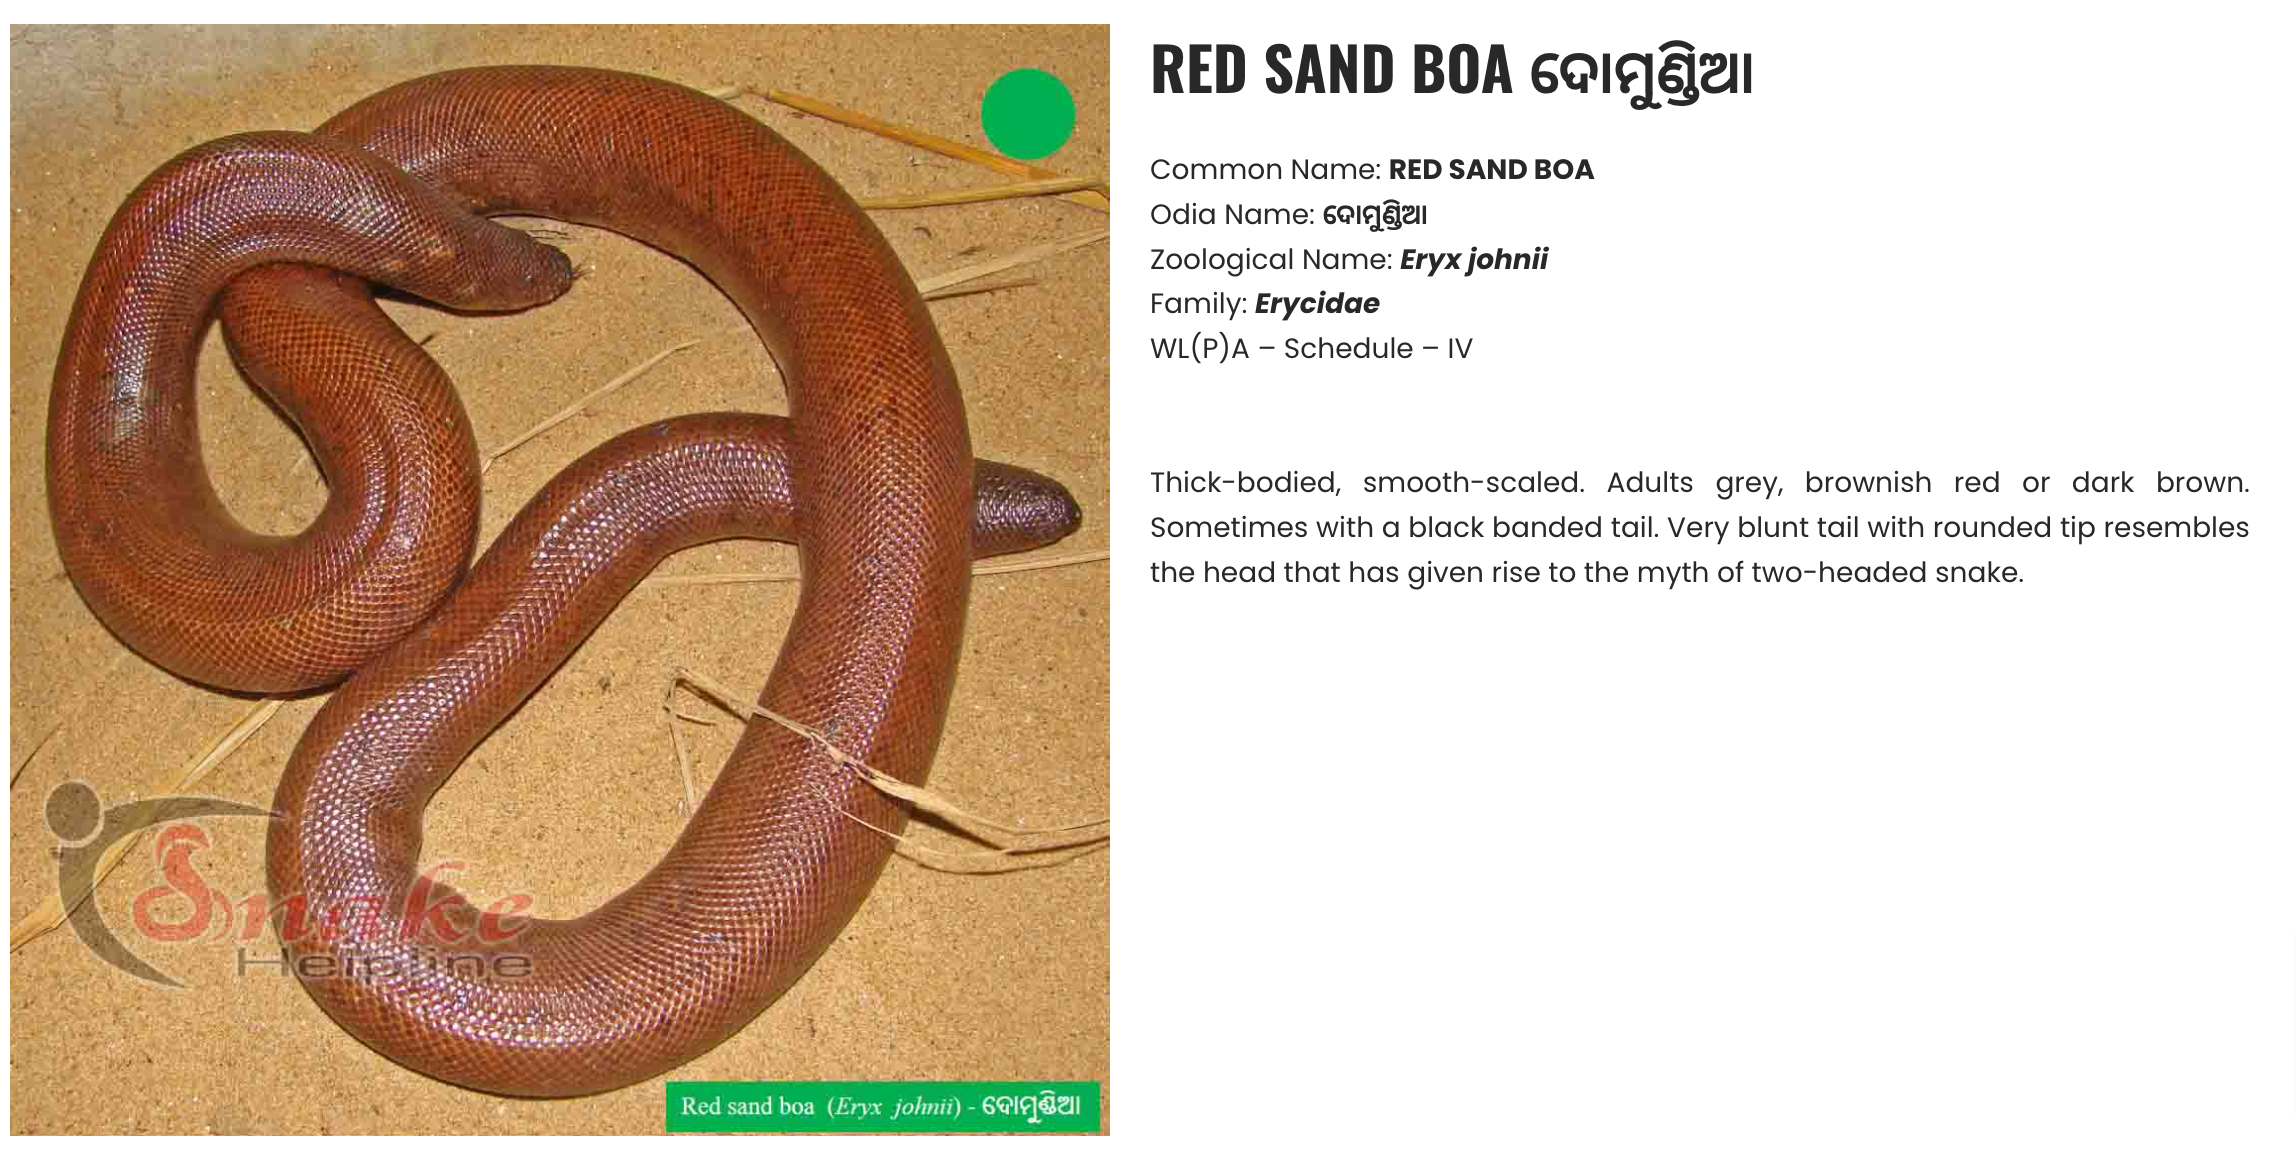 RED SAND BOA ଦୋମୁଣ୍ଡିଆ
Common Name: RED SAND BOA
Odia Name: ଦୋମୁଣ୍ଡିଆ
Zoological Name: Eryx johnii
Family: Erycidae
WL(P)A – Schedule – IV
Thick-bodied, smooth-scaled. Adults grey, brownish red or dark brown.
Sometimes with a black banded tail. Very blunt tail with rounded tip resembles
the head that has given rise to the myth of two-headed snake.
Snake
Helpline
Red sand boa (Eryx johnii) - ଦୋମୁଣ୍ଡିଆ